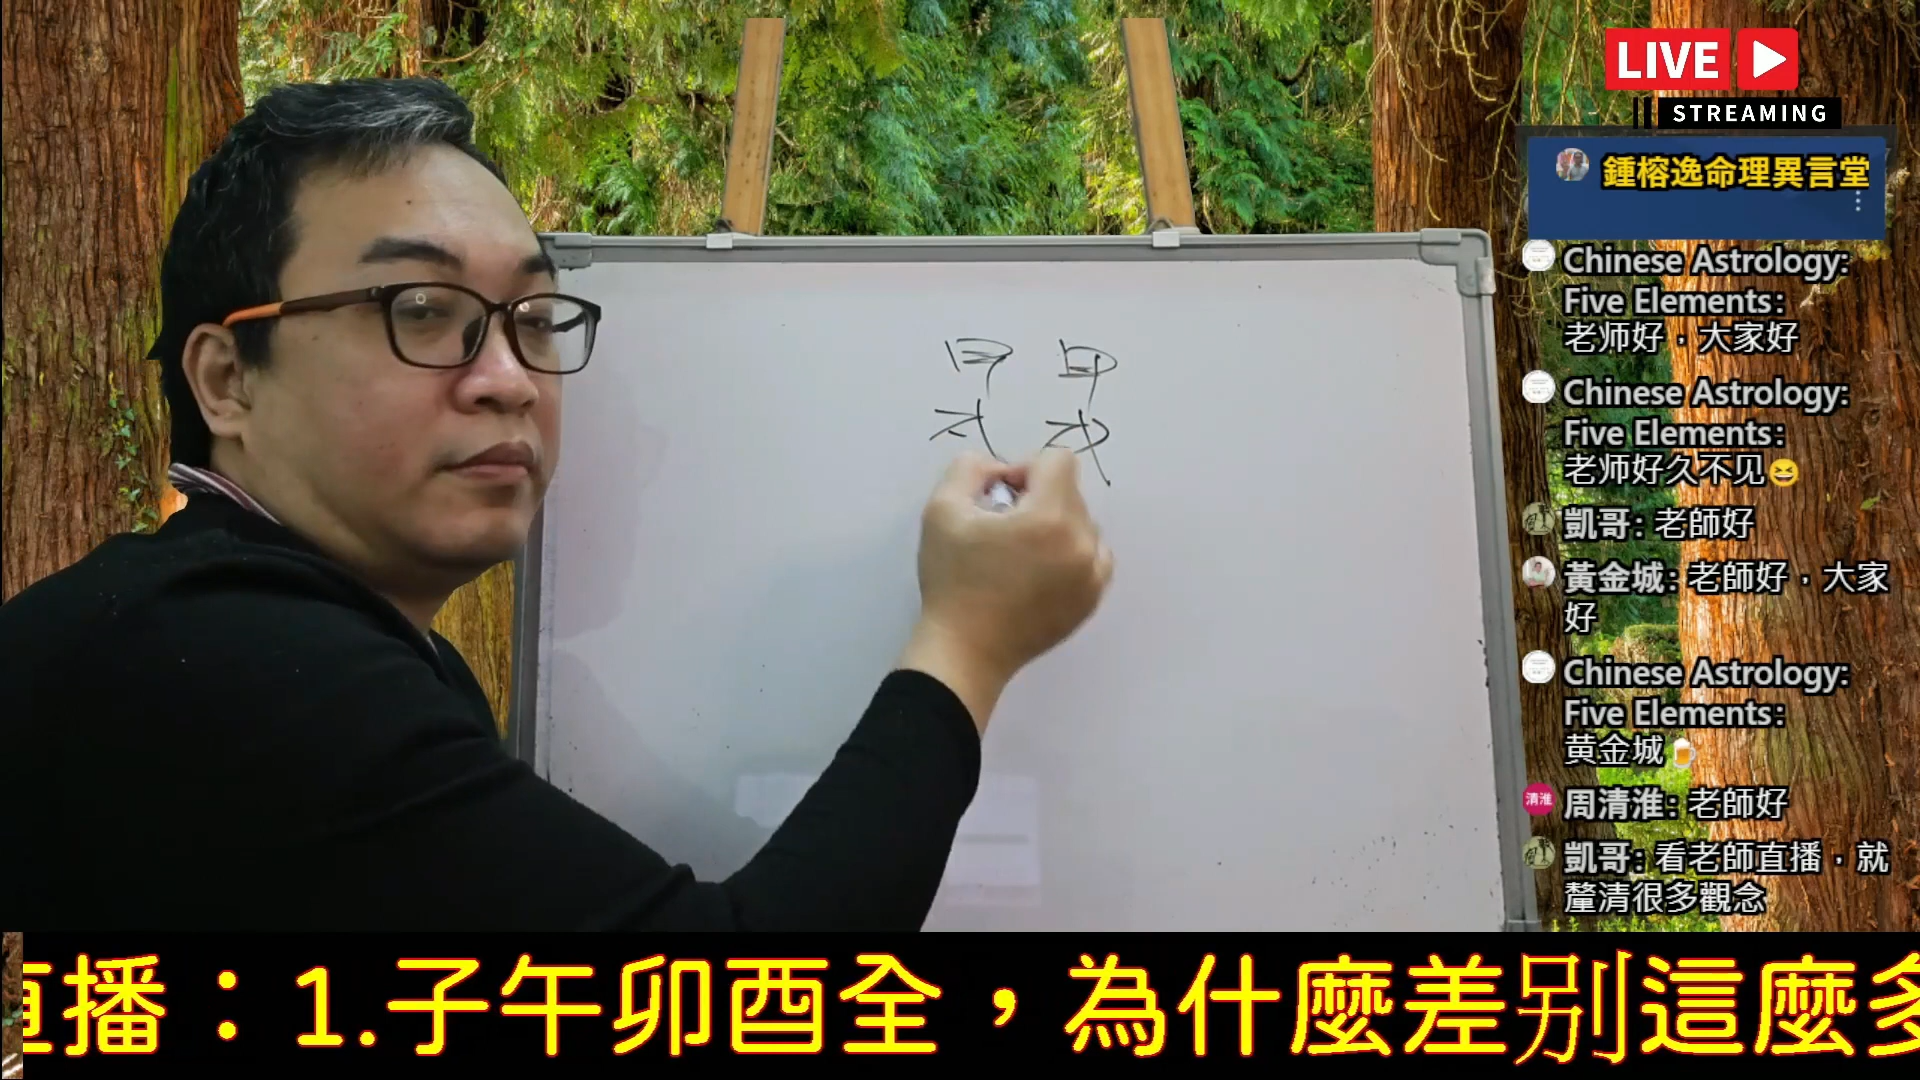 LIVE
STREAMING
鍾榕逸命理異言堂
Chinese Astrology:
Five Elements:
老师好，大家好
Chinese Astrology:
Five Elements:
老师好久不见😆
凱哥: 老師好
黃金城: 老師好，大家
好
Chinese Astrology:
Five Elements:
黄金城🍺
清淮 周清淮: 老師好
凱哥: 看老師直播，就
釐清很多觀念
直播：1.子午卯酉全，為什麼差別這麼多